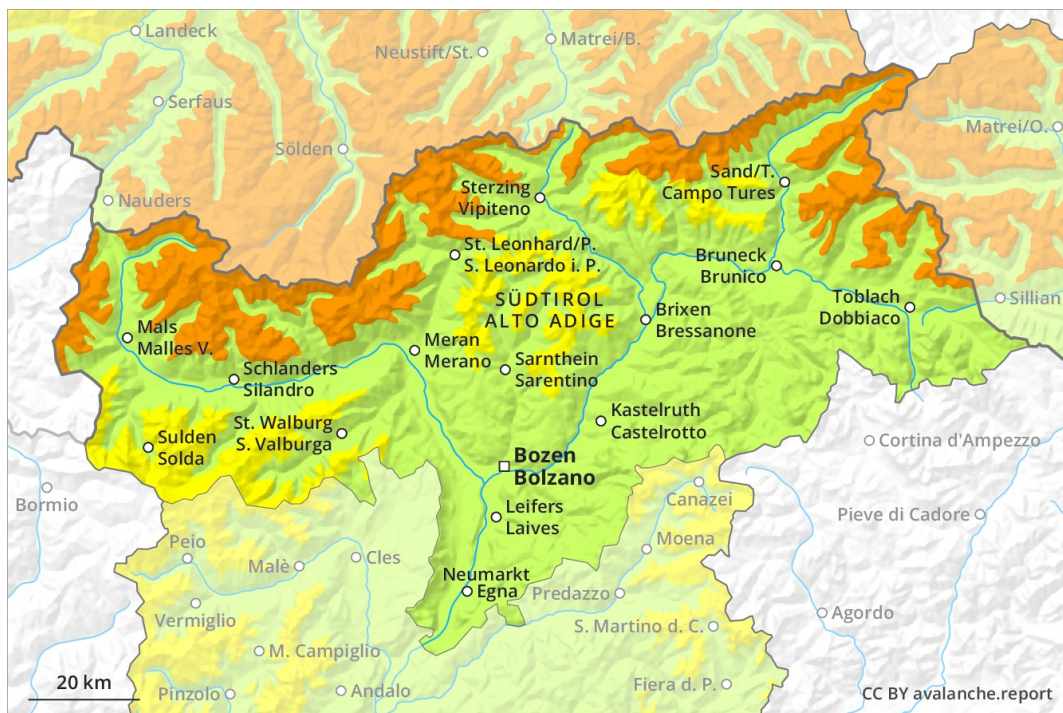 Landeck
Neustift/St.
Matrei/B.
Serfaus
Matrei/O.
Sölden
Nauders
Sterzing
Vipiteno
Sand/T.
Campo Tures
St. Leonhard/P.
S. Leonardo i. P.
Bruneck
Brunico
SÜDTIROL
ALTO ADIGE
Toblach
Dobbiaco
Sillian
Brixen
Bressanone
Mals
Malles V.
Meran
Merano
Schlanders
Silandro
Sarnthein
Sarentino
St. Walburg
S. Valburga
Kastelruth
Castelrotto
Sulden
Solda
Cortina d'Ampezzo
Bozen
Bolzano
Bormio
Canazei
Leifers
Laives
Pieve di Cadore
Peio
Cles
Malè
Moena
Neumarkt
Egna
Predazzo
Vermiglio
Agordo
S. Martino d. C.
M. Campiglio
20 km
Pinzolo
Andalo
Fiera d. P.
CC BY avalanche.report